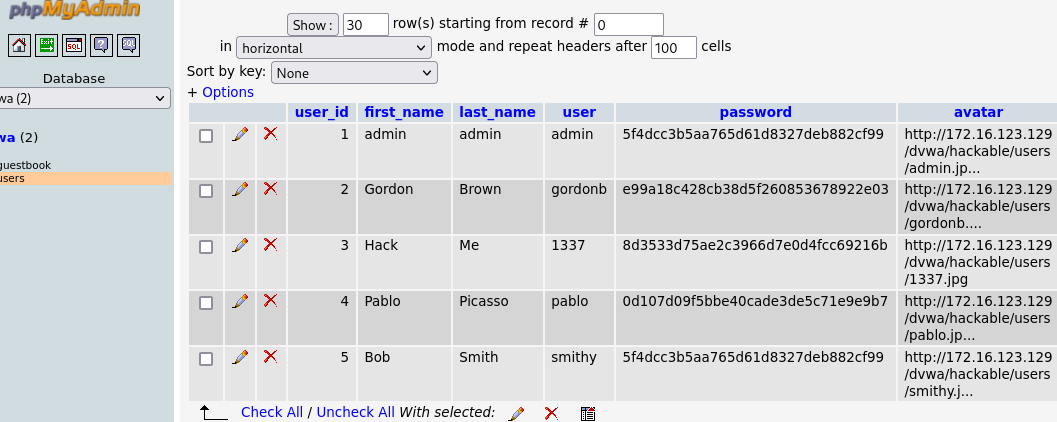 phpMyAdmin
Database
wa (2)
wa (2)
guestbook
users
Show : 30 row(s) starting from record # 0
in horizontal mode and repeat headers after 100 cells
Sort by key: None
+ Options
user_id first_name last_name user password avatar
1 admin admin admin 5f4dcc3b5aa765d61d8327deb882cf99 http://172.16.123.129
/dvwa/hackable/users
/admin.jp...
2 Gordon Brown gordonb e99a18c428cb38d5f260853678922e03 http://172.16.123.129
/dvwa/hackable/users
/gordonb....
3 Hack Me 1337 8d3533d75ae2c3966d7e0d4fcc69216b http://172.16.123.129
/dvwa/hackable/users
/1337.jpg
4 Pablo Picasso pablo 0d107d09f5bbe40cade3de5c71e9e9b7 http://172.16.123.129
/dvwa/hackable/users
/pablo.jp...
5 Bob Smith smithy 5f4dcc3b5aa765d61d8327deb882cf99 http://172.16.123.129
/dvwa/hackable/users
/smithy.j...
Check All / Uncheck All With selected: